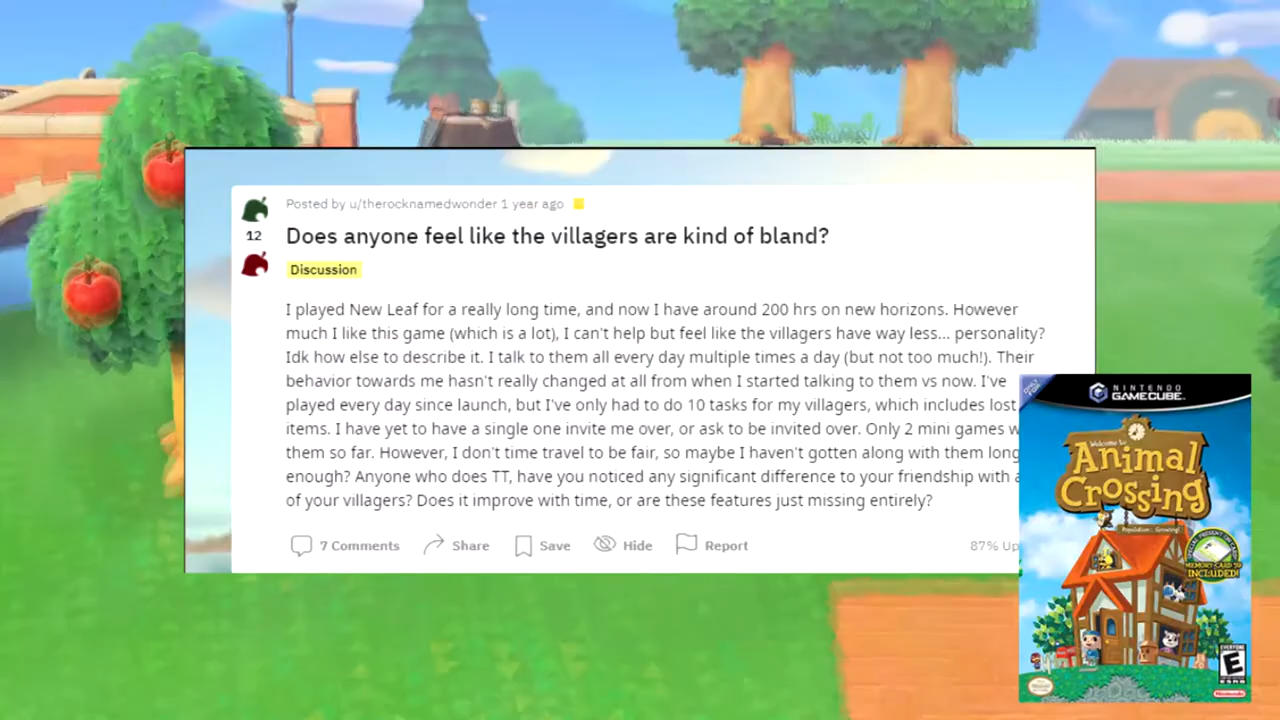 Posted by u/therocknamedwonder 1 year ago
12
Does anyone feel like the villagers are kind of bland?
Discussion
I played New Leaf for a really long time, and now I have around 200 hrs on new horizons. However
much I like this game (which is a lot), I can't help but feel like the villagers have way less... personality?
Idk how else to describe it. I talk to them all every day multiple times a day (but not too much!). Their
behavior towards me hasn't really changed at all from when I started talking to them vs now. I've
played every day since launch, but I've only had to do 10 tasks for my villagers, which includes lost
items. I have yet to have a single one invite me over, or ask to be invited over. Only 2 mini games w
them so far. However, I don't time travel to be fair, so maybe I haven't gotten along with them long
enough? Anyone who does TT, have you noticed any significant difference to your friendship with a
of your villagers? Does it improve with time, or are these features just missing entirely?
7 Comments Share Save Hide Report 87% Up
ONLY FOR
NINTENDO
GAMECUBE
Welcome to
Animal
Crossing
Population: Growing!
MEMORY CARD 59
INCLUDED!
EVERYONE
E
ESRB
Nintendo